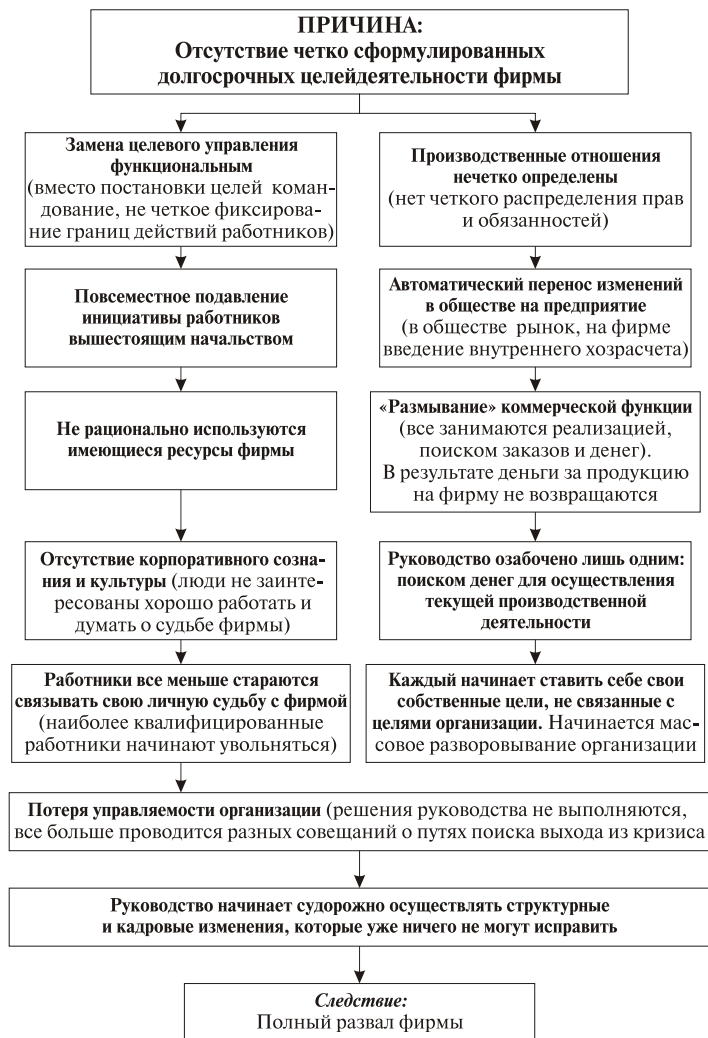 ПРИЧИНА:
Отсутствие четко сформулированных
долгосрочных целейдеятельности фирмы
Замена целевого управления
функциональным
(вместо постановки целей коман-
дование, не четкое фиксирова-
ние границ действий работников)
Повсеместное подавление
инициативы работников
вышестоящим начальством
Не рационально используются
имеющиеся ресурсы фирмы
Отсутствие корпоративного созна-
ния и культуры (люди не заинте-
ресованы хорошо работать и
думать о судьбе фирмы)
Работники все меньше стараются
связывать свою личную судьбу с фирмой
(наиболее квалифицированные
работники начинают увольняться)
Производственные отношения
нечетко определены
(нет четкого распределения прав
и обязанностей)
Автоматический перенос изменений
в обществе на предприятие
(в обществе рынок, на фирме
введение внутреннего хозрасчета)
«Размывание» коммерческой функции
(все занимаются реализацией,
поиском заказов и денег).
В результате деньги за продукцию
на фирму не возвращаются
Руководство озабочено лишь одним:
поиском денег для осуществления
текущей производственной
деятельности
Каждый начинает ставить себе свои
собственные цели, не связанные с
целями организации. Начинается мас-
совое разворовывание организации
Потеря управляемости организации (решения руководства не выполняются,
все больше проводится разных совещаний о путях поиска выхода из кризиса
Руководство начинает судорожно осуществлять структурные
и кадровые изменения, которые уже ничего не могут исправить
Следствие:
Полный развал фирмы